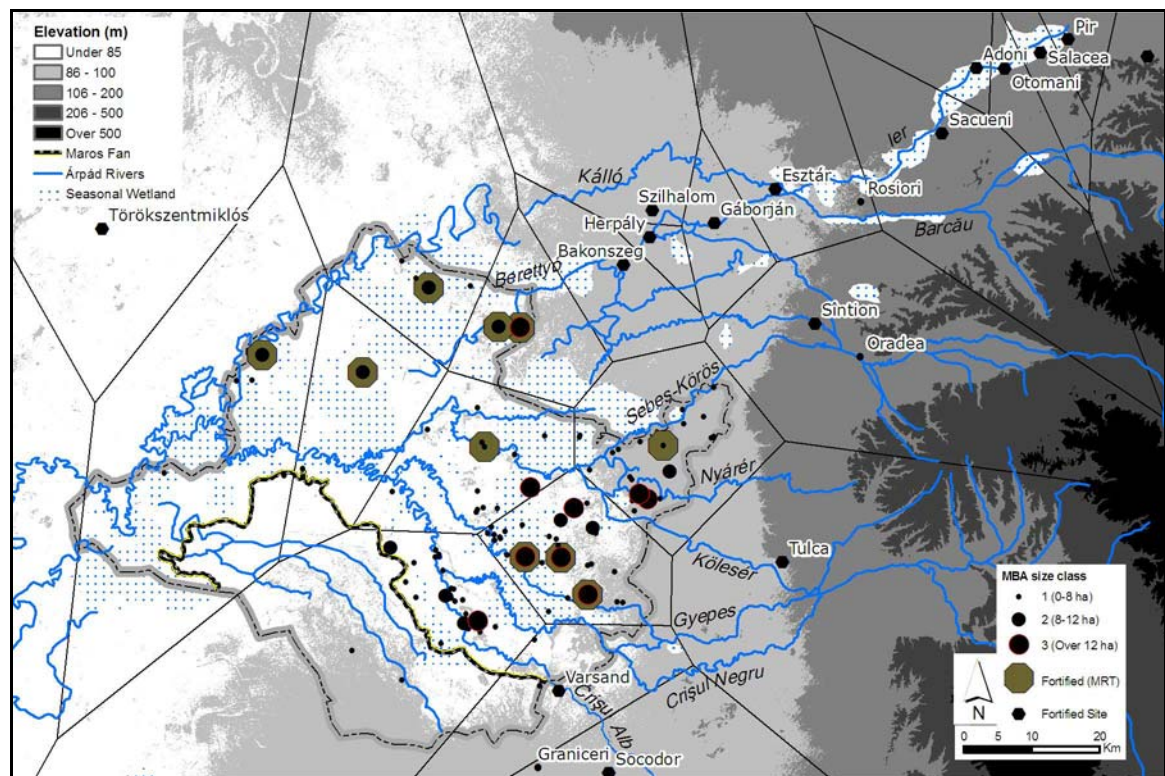 Elevation (m)
Under 85
86 - 100
106 - 200
206 - 500
Over 500
Maros Fan
Árpád Rivers
Seasonal Wetland
Törökszentmiklós
Pir
Adoni
Salacea
Otomani
Sacueni
Ier
Kálló
Esztár
Rosiori
Szilhalom
Gáborján
Herpály
Barcău
Bakonszeg
Berettyó
Sîntion
Oradea
Sebes-Körös
Nyárér
Tulca
Kölesér
Gyepes
Crişul Negru
Varsand
Crişu Alb
Graniceri
Socodor
MBA size class
1 (0-8 ha)
2 (8-12 ha)
3 (Over 12 ha)
Fortified (MRT)
Fortified Site
N
0 5 10 20
Km